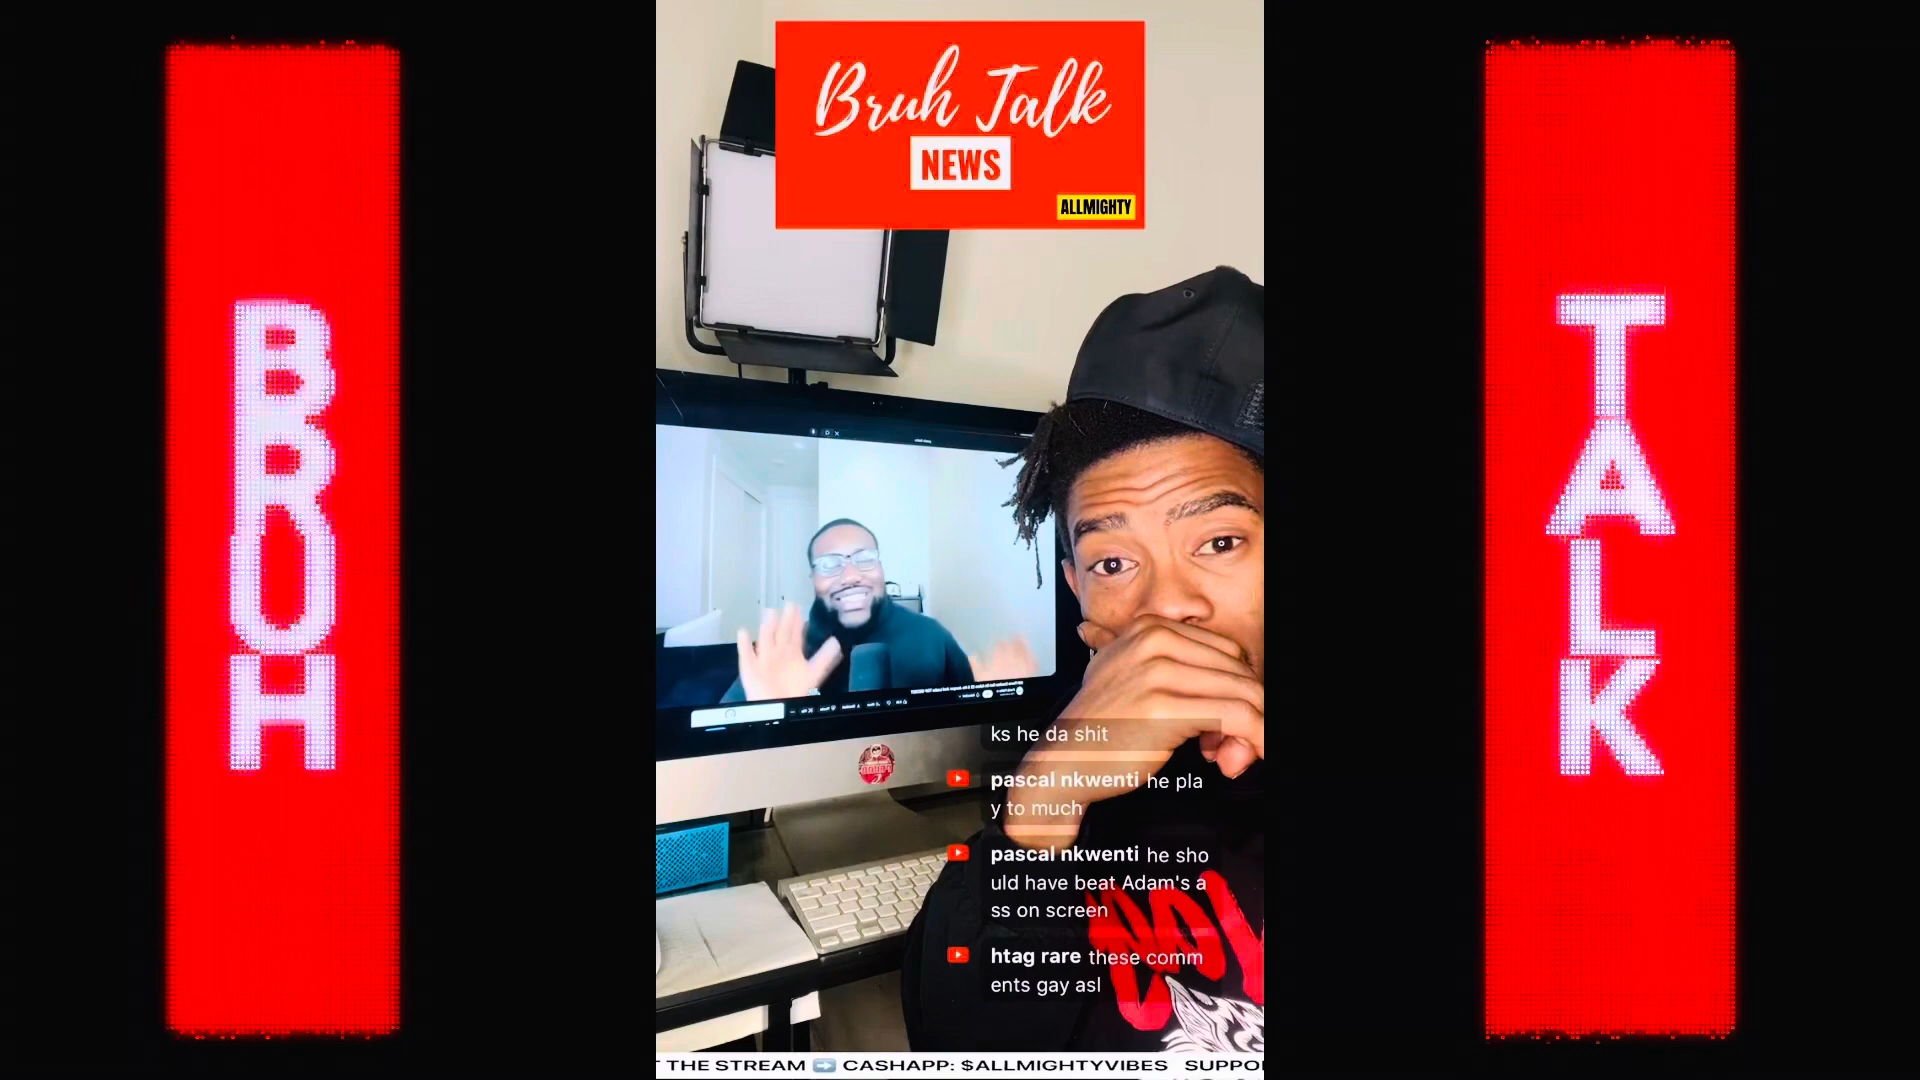 BRUH
Bruh Talk
NEWS
ALLMIGHTY
TALK
ks he da shit
pascal nkwenti he pla
y to much
pascal nkwenti he sho
uld have beat Adam's a
ss on screen
htag rare these comm
ents gay asl
THE STREAM ➡️ CASHAPP: $ALLMIGHTYVIBES SUPPO